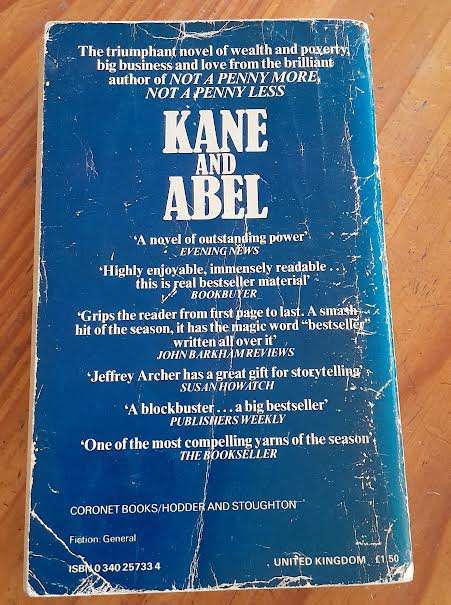 The triumphant novel of wealth and poverty,
big business and love from the brilliant
author of NOT A PENNY MORE,
NOT A PENNY LESS
KANE
AND
ABEL
'A novel of outstanding power'
EVENING NEWS
'Highly enjoyable, immensely readable . .
this is real bestseller material'
BOOKBUYER
'Grips the reader from first page to last. A smash
hit of the season, it has the magic word "bestseller"
written all over it'
JOHN BARKHAM REVIEWS
'Jeffrey Archer has a great gift for storytelling'
SUSAN HOWATCH
'A blockbuster . . . a big bestseller'
PUBLISHERS WEEKLY
'One of the most compelling yarns of the season'
THE BOOKSELLER
CORONET BOOKS/HODDER AND STOUGHTON
Fiction: General
ISBN 0 340 25733 4
UNITED KINGDOM £1.50